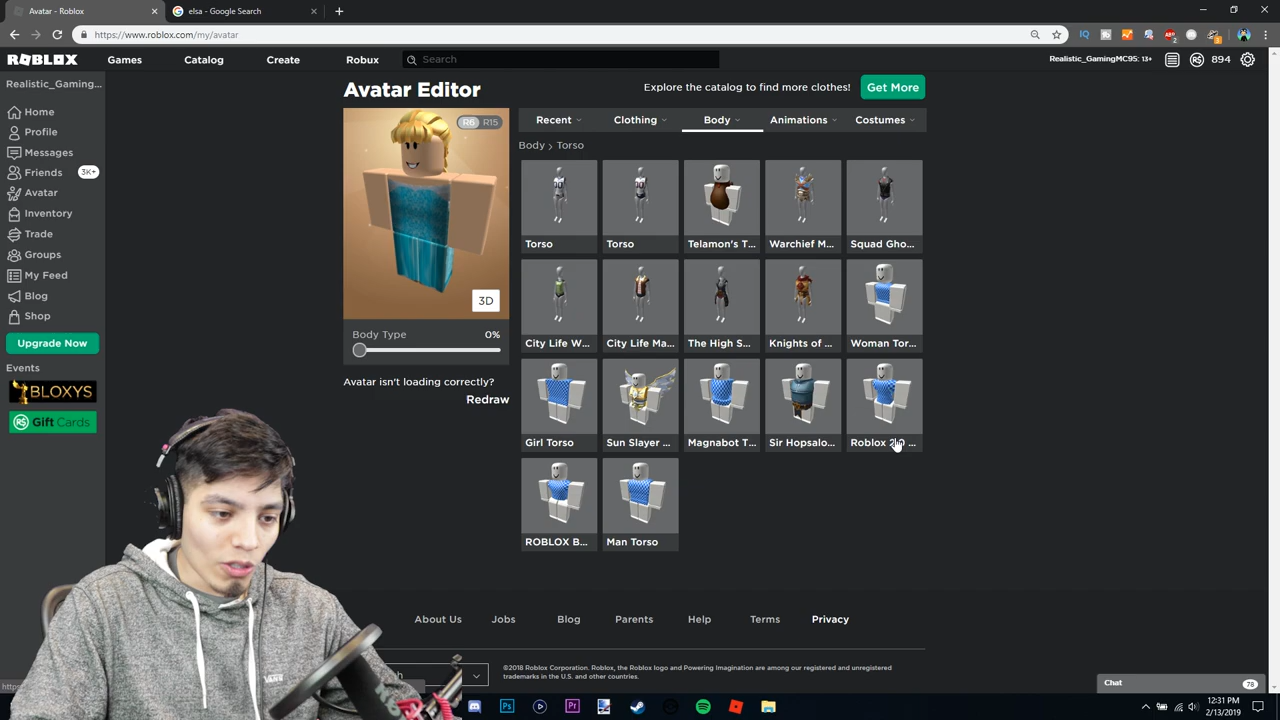 Avatar - Roblox
elsa - Google Search
https://www.roblox.com/my/avatar
ROBLOX
Games
Catalog
Create
Robux
Search
Realistic_GamingMC95: 13+
894
Realistic_Gaming...
Home
Profile
Messages
Friends
3K+
Avatar
Inventory
Trade
Groups
My Feed
Blog
Shop
Upgrade Now
Events
BLOXYS
Gift Cards
Avatar Editor
Explore the catalog to find more clothes!
Get More
R6 R15
3D
Body Type
0%
Avatar isn't loading correctly?
Redraw
Recent
Clothing
Body
Animations
Costumes
Body > Torso
Torso
Torso
Telamon's T...
Warchief M...
Squad Gho...
City Life W...
City Life Ma...
The High S...
Knights of ...
Woman Tor...
Girl Torso
Sun Slayer ...
Magnabot T...
Sir Hopsalo...
Roblox 2.0 ...
ROBLOX B...
Man Torso
About Us
Jobs
Blog
Parents
Help
Terms
Privacy
©2018 Roblox Corporation. Roblox, the Roblox logo and Powering Imagination are among our registered and unregistered
trademarks in the U.S. and other countries.
Chat
78
VANS
Ps
Pr
12:31 PM
2/13/2019